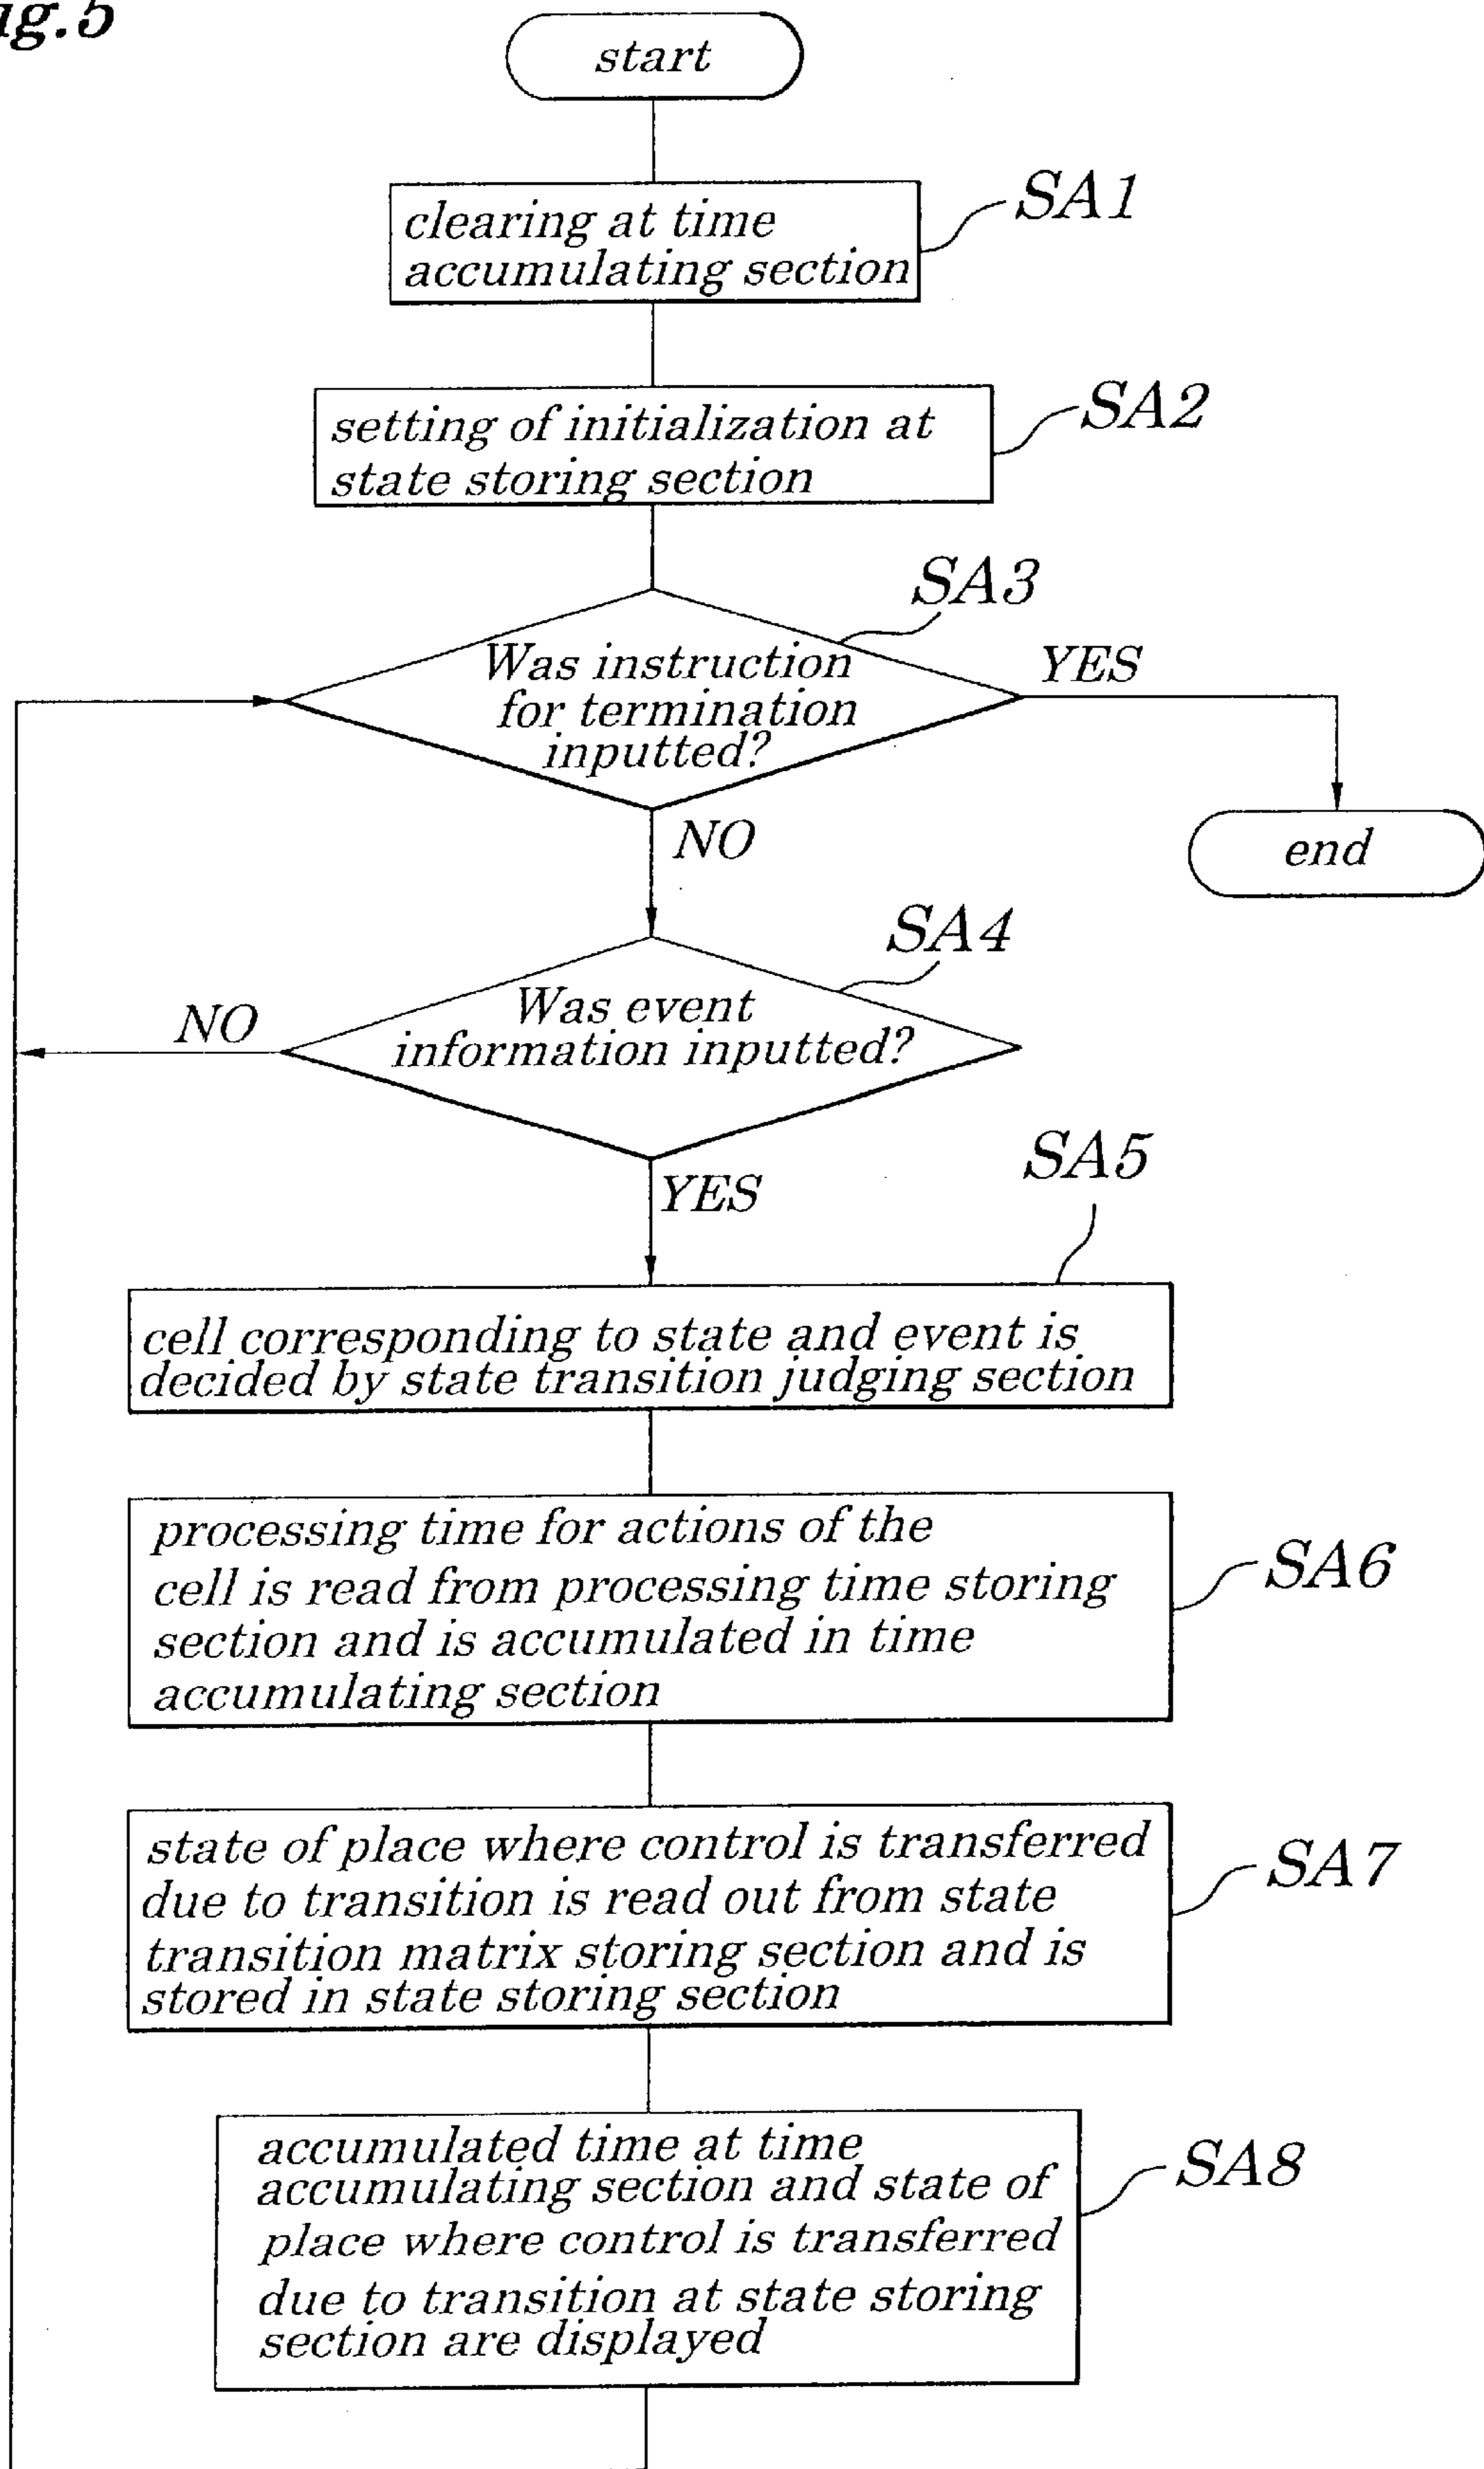 ig.5
start
clearing at time
accumulating section
SA1
setting of initialization at
state storing section
SA2
SA3
Was instruction
for termination
inputted?
YES
NO
end
SA4
Was event
information inputted?
NO
YES
SA5
cell corresponding to state and event is
decided by state transition judging section
processing time for actions of the
cell is read from processing time storing
section and is accumulated in time
accumulating section
SA6
state of place where control is transferred
due to transition is read out from state
transition matrix storing section and is
stored in state storing section
SA7
accumulated time at time
accumulating section and state of
place where control is transferred
due to transition at state storing
section are displayed
SA8